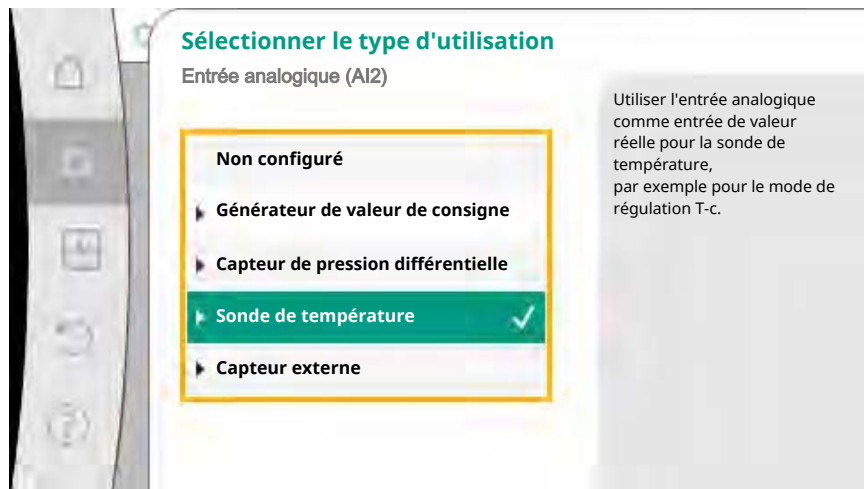 Sélectionner le type d'utilisation
Entrée analogique (AI2)
Non configuré
Générateur de valeur de consigne
Capteur de pression différentielle
Sonde de température
Capteur externe
Utiliser l'entrée analogique
comme entrée de valeur
réelle pour la sonde de
température,
par exemple pour le mode de
régulation T-c.